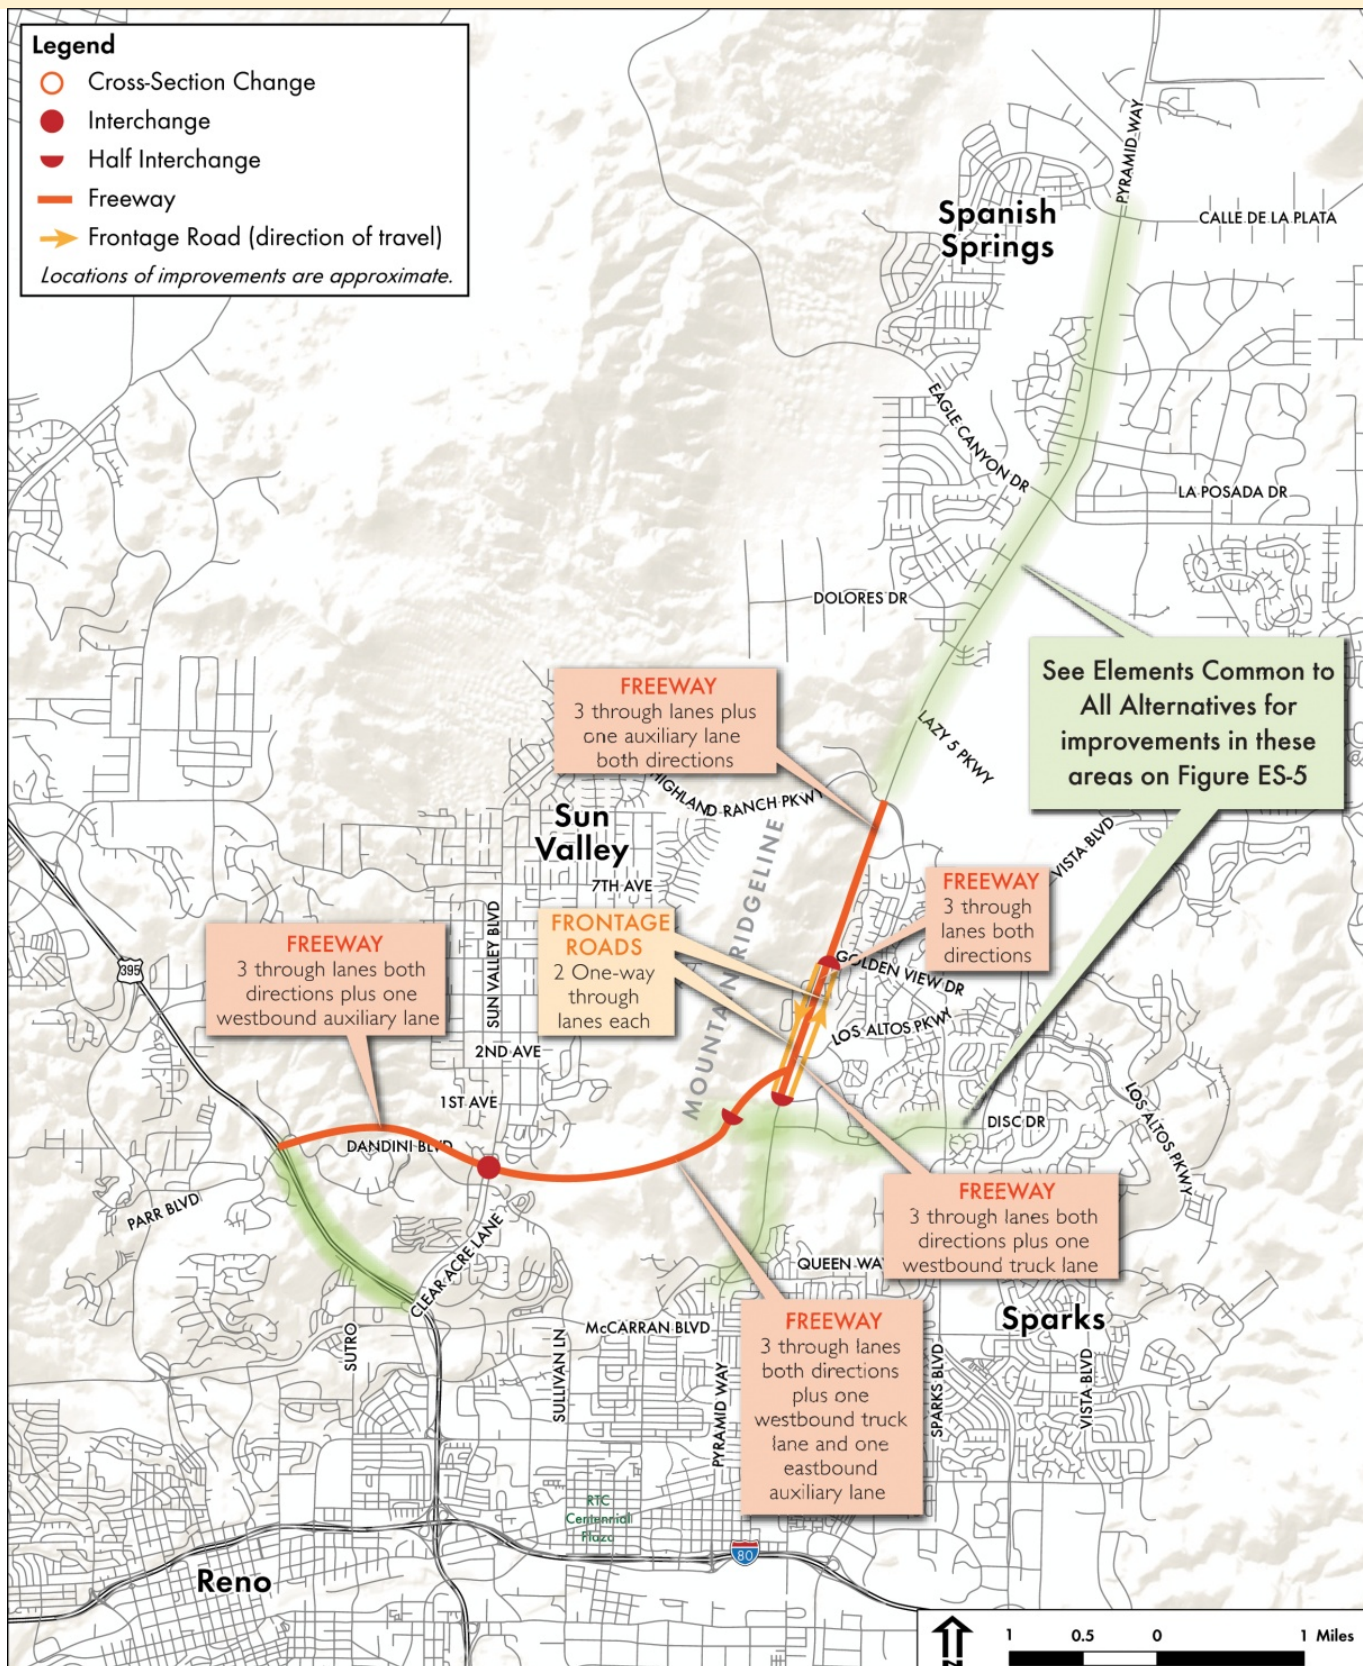 Legend
Cross-Section Change
Interchange
Half Interchange
Freeway
Frontage Road (direction of travel)
Locations of improvements are approximate.
PYRAMID WAY
Spanish
Springs
CALLE DE LA PLATA
EAGLE CANYON DR
LA POSADA DR
DOLORES DR
See Elements Common to
All Alternatives for
improvements in these
areas on Figure ES-5
FREEWAY
3 through lanes plus
one auxiliary lane
both directions
LAZY 5 PKWY
HIGHLAND RANCH PKWY
Sun
Valley
7TH AVE
VISTA BLVD
MOUNTAIN RIDGELINE
FREEWAY
3 through
lanes both
directions
FRONTAGE
ROADS
2 One-way
through
lanes each
FREEWAY
3 through lanes both
directions plus one
westbound auxiliary lane
395
SUN VALLEY BLVD
GOLDEN VIEW DR
LOS ALTOS PKWY
2ND AVE
1ST AVE
LOS ALTOS PKWY
DISC DR
DANDINI BLVD
PARR BLVD
CLEAR ACRE LANE
FREEWAY
3 through lanes both
directions plus one
westbound truck lane
QUEEN WA
FREEWAY
3 through lanes
both directions
plus one
westbound truck
lane and one
eastbound
auxiliary lane
Sparks
McCARRAN BLVD
SUTRO
SULLIVAN LN
PYRAMID WAY
SPARKS BLVD
VISTA BLVD
RTC
Centennial
Plaza
80
Reno
N
1 0.5 0 1 Miles